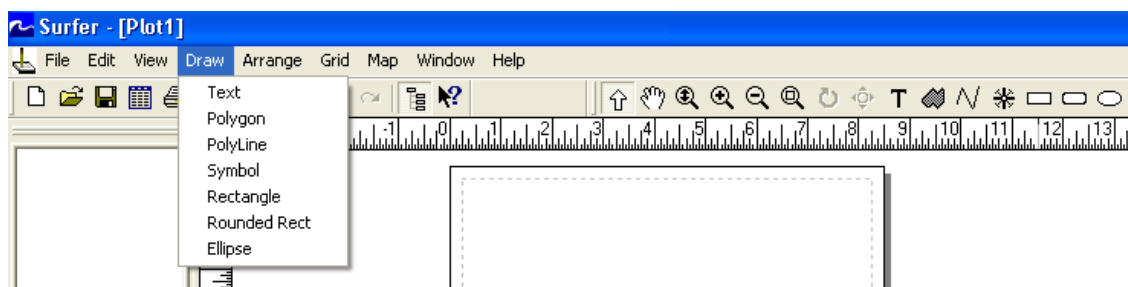 Surfer - [Plot1]
File Edit View Draw Arrange Grid Map Window Help
T
-1 0 1 2 3 4 5 6 7 8 9 10 11 12 13
Text
Polygon
PolyLine
Symbol
Rectangle
Rounded Rect
Ellipse